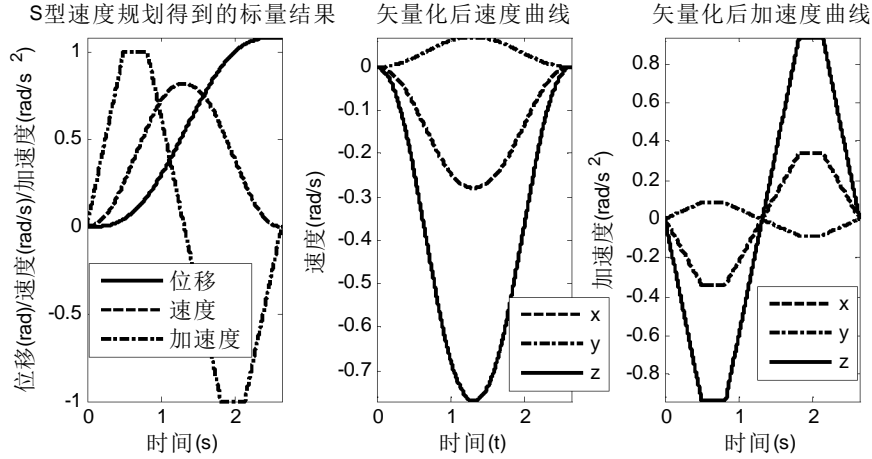 S型速度规划得到的标量结果
位移(rad)/速度(rad/s)/加速度(rad/s 2)
1
0.5
0
-0.5
-1
0
1
2
时间(s)
位移
速度
加速度
矢量化后速度曲线
速度(rad/s)
0
-0.1
-0.2
-0.3
-0.4
-0.5
-0.6
-0.7
0
1
2
时间(t)
x
y
z
矢量化后加速度曲线
加速度(rad/s 2)
0.8
0.6
0.4
0.2
0
-0.2
-0.4
-0.6
-0.8
0
1
2
时间(s)
x
y
z